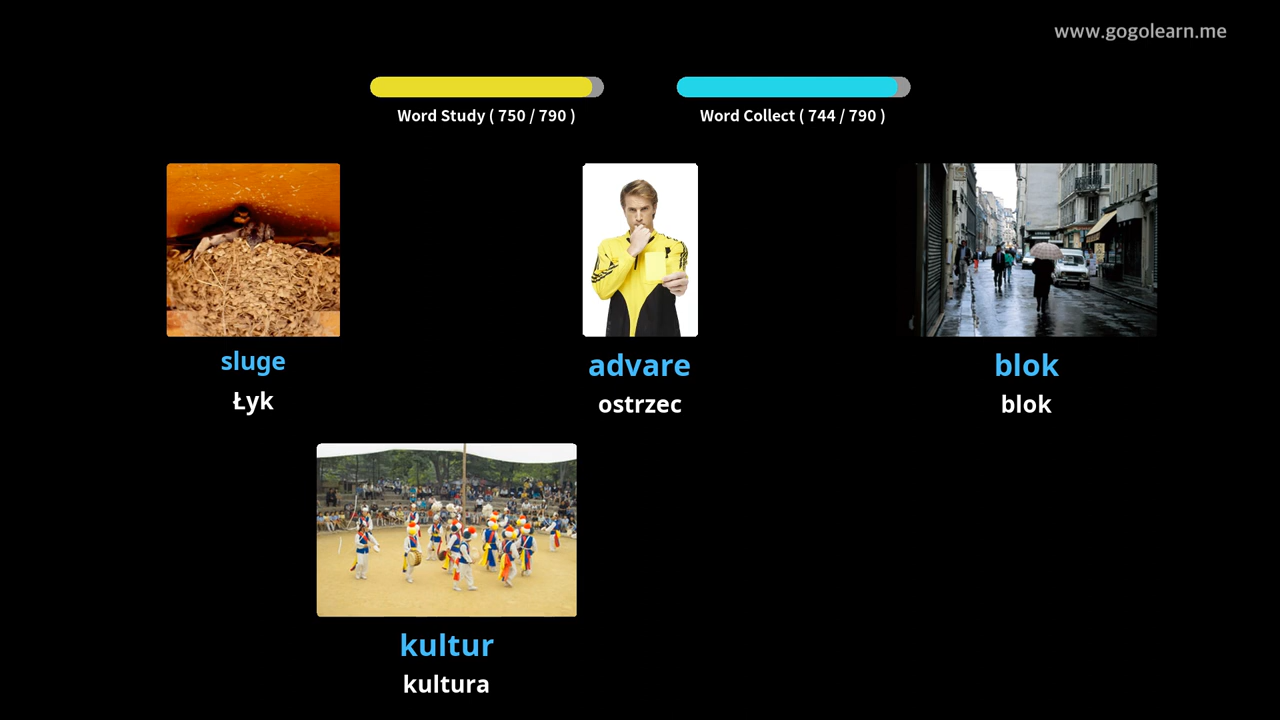 www.gogolearn.me
Word Study ( 750 / 790 )
Word Collect ( 744 / 790 )
sluge
Łyk
advare
ostrzec
blok
blok
kultur
kultura